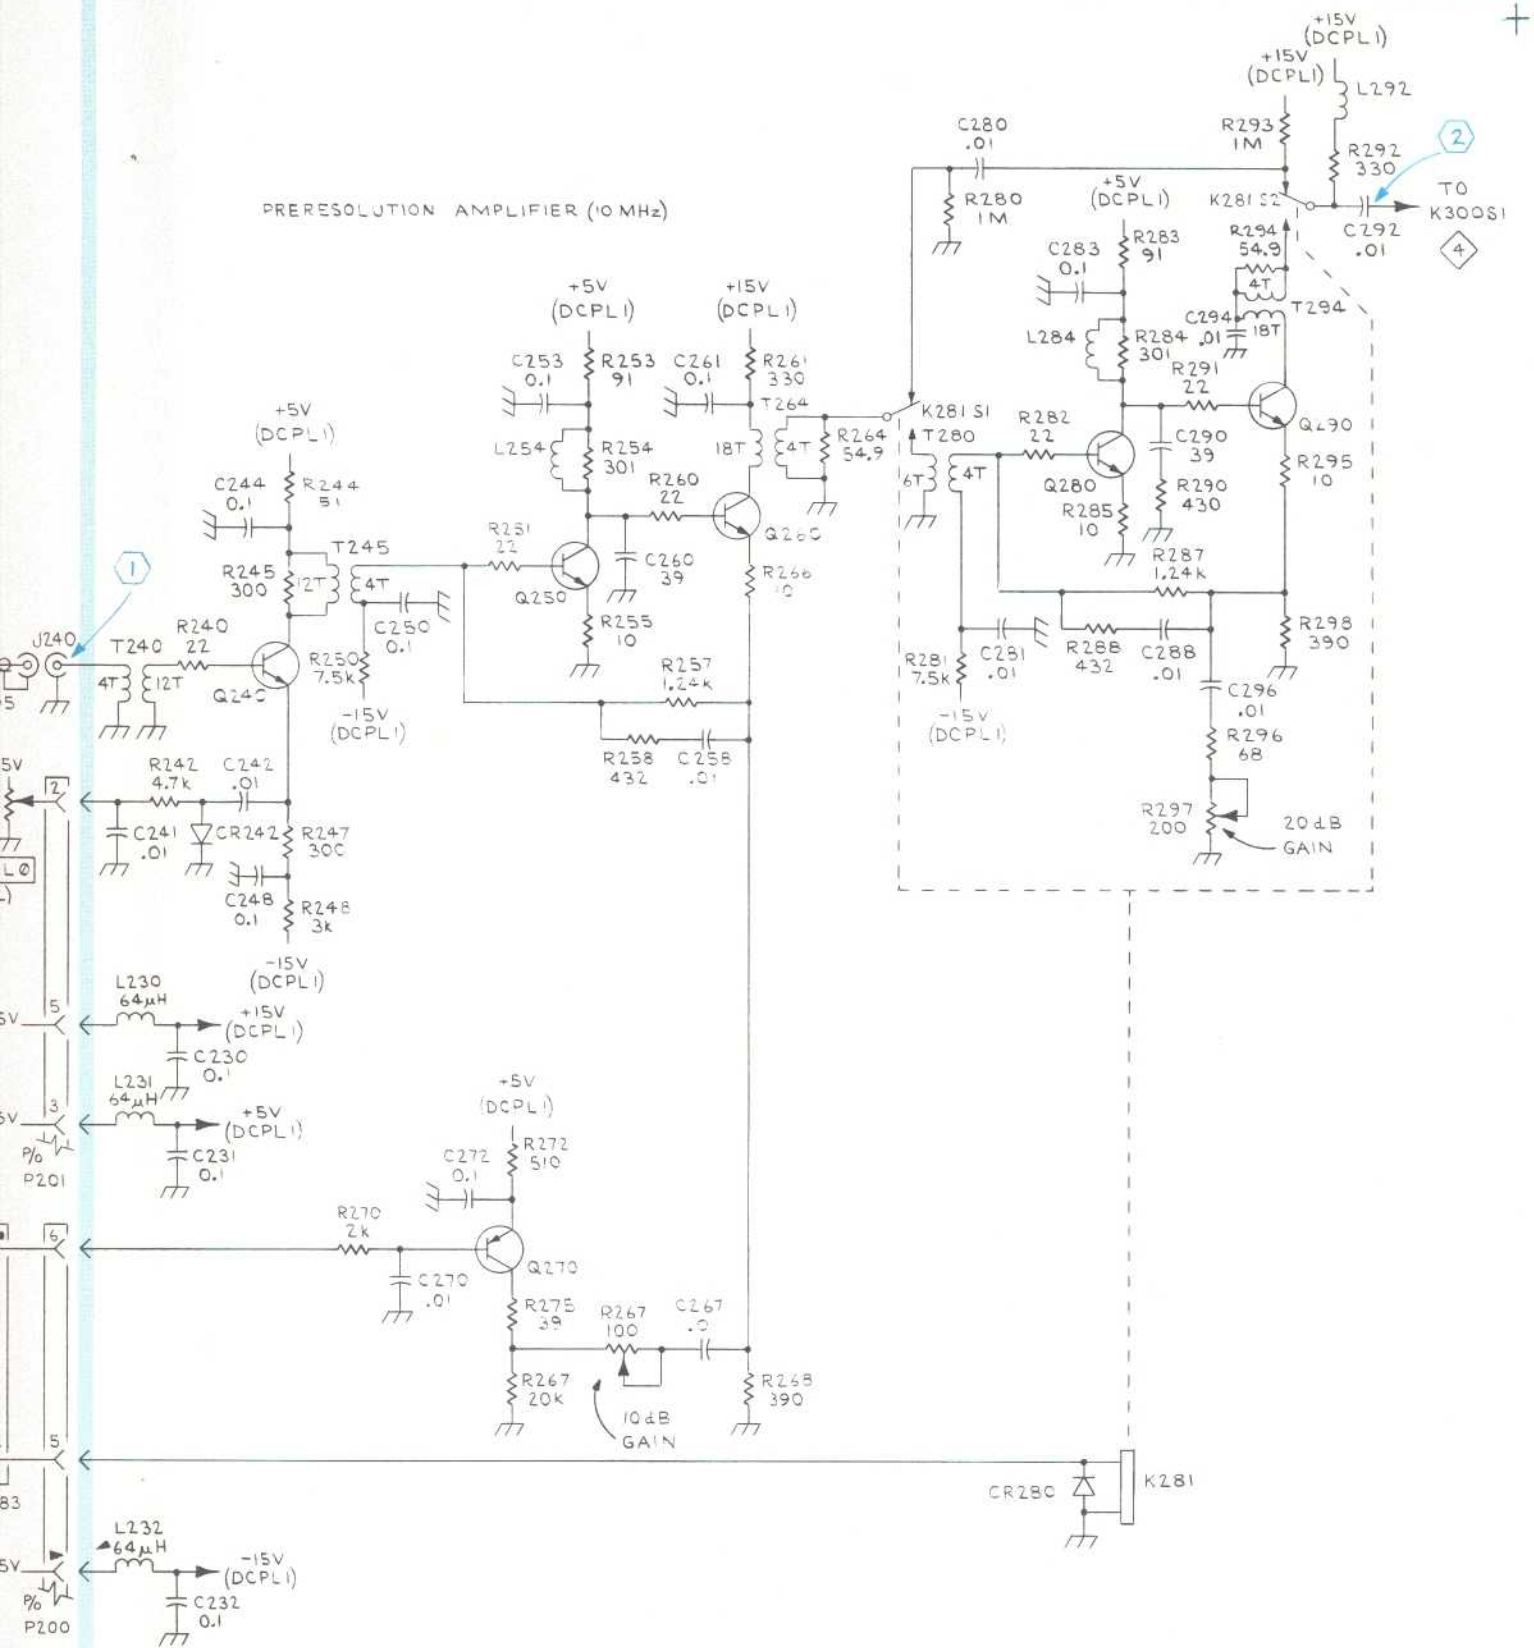 +15V
(DCPL1)
+15V
(DCPL1)
L292
C280
.01
R293
1M
2
R292
330
PRERESOLUTION AMPLIFIER (10 MHz)
R280
1M
+5V
(DCPL1)
K281 S2
TO
K300S1
C292
.01
4
R294
54.9
4T
T294
C283
0.1
R283
91
+5V
(DCPL1)
+15V
(DCPL1)
C294
.01
18T
L284
R284
301
C253
0.1
R253
91
C261
0.1
R261
330
R291
22
+5V
(DCPL1)
T264
K281 S1
R282
22
Q290
L254
R254
301
18T
4T
R264
54.9
T280
C290
39
6T
4T
Q280
R295
10
C244
0.1
R244
51
R260
22
R290
430
R285
10
Q260
R251
22
1
T245
C260
39
R287
1.24k
R245
300
12T
4T
Q250
R266
10
C250
0.1
R255
10
J240
T240
R240
22
R298
390
R250
7.5k
R257
1.24k
R281
7.5k
C281
.01
R288
432
C288
.01
4T
12T
Q240
C296
.01
-15V
(DCPL1)
-15V
(DCPL1)
R258
432
C258
.01
R296
68
5V
R242
4.7k
C242
.01
2
R297
200
20dB
GAIN
C241
.01
CR242
R247
300
LØ
C248
0.1
R248
3k
-15V
(DCPL1)
L230
64μH
5
+15V
(DCPL1)
C230
0.1
L231
64μH
3
+5V
(DCPL1)
C231
0.1
P/O
P201
+5V
(DCPL1)
C272
0.1
R272
510
R270
2k
6
Q270
C270
.01
R275
39
R267
100
C267
R267
20K
R268
390
10dB
GAIN
5
CR280
K281
83
L232
64μH
5V
-15V
(DCPL1)
P/O
P200
C232
0.1